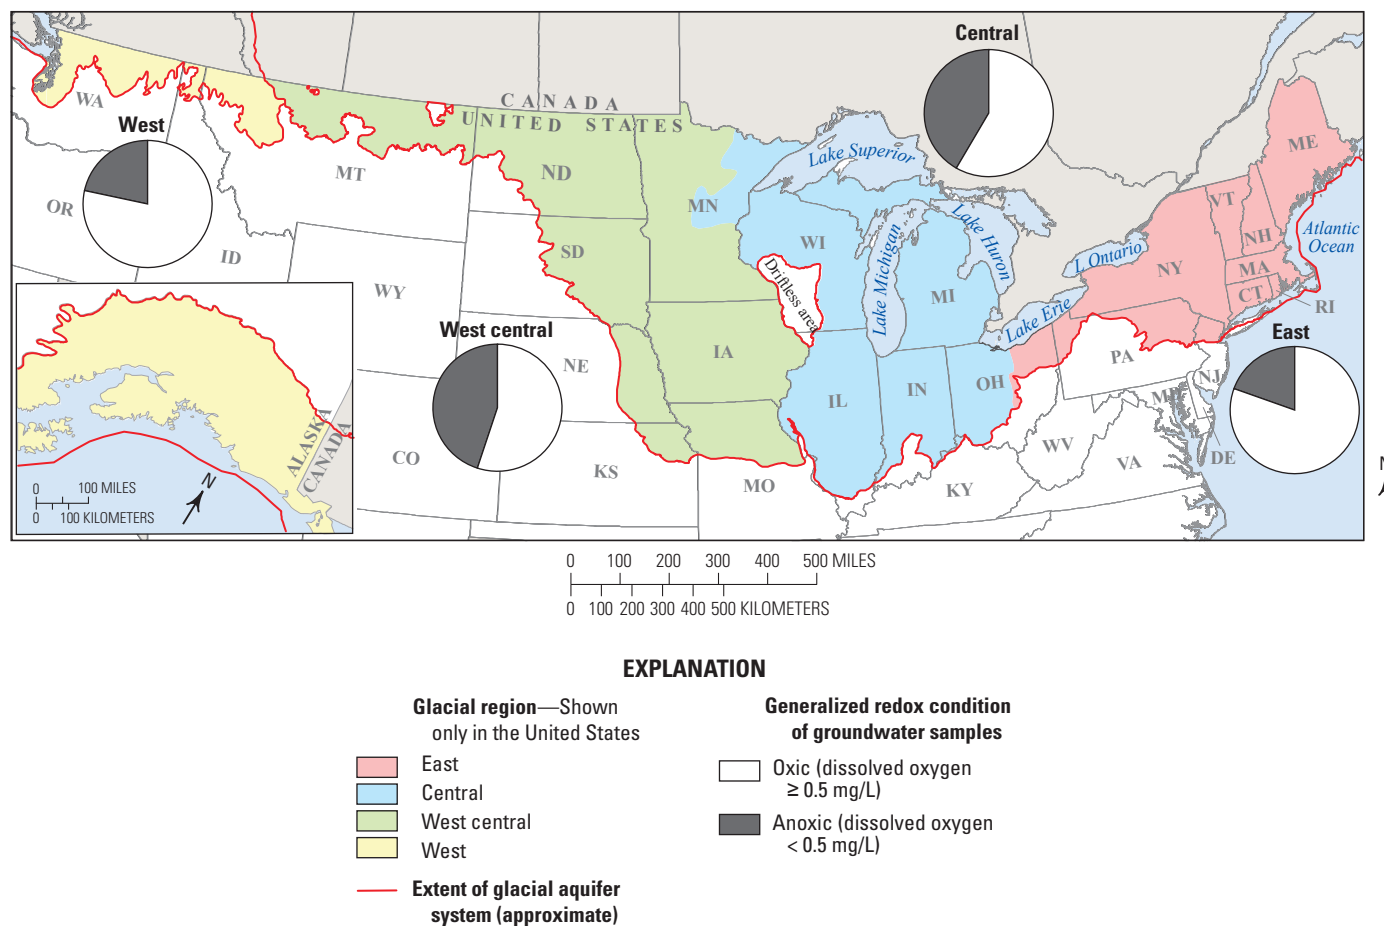 Central
CANADA
UNITED STATES
WA
West
MT
ND
MN
Lake Superior
ME
VT
NH
Atlantic
Ocean
OR
ID
SD
WI
Lake Michigan
Lake Huron
L Ontario
NY
MA
CT
RI
WY
Driftless area
MI
Lake Erie
East
West central
NE
IA
PA
NJ
IL
IN
OH
ALASKA
CANADA
CO
KS
MO
WV
VA
DE
KY
N
0 100 MILES
0 100 KILOMETERS
0 100 200 300 400 500 MILES
0 100 200 300 400 500 KILOMETERS
EXPLANATION
Glacial region—Shown
only in the United States
East
Central
West central
West
Extent of glacial aquifer
system (approximate)
Generalized redox condition
of groundwater samples
Oxic (dissolved oxygen
≥ 0.5 mg/L)
Anoxic (dissolved oxygen
< 0.5 mg/L)